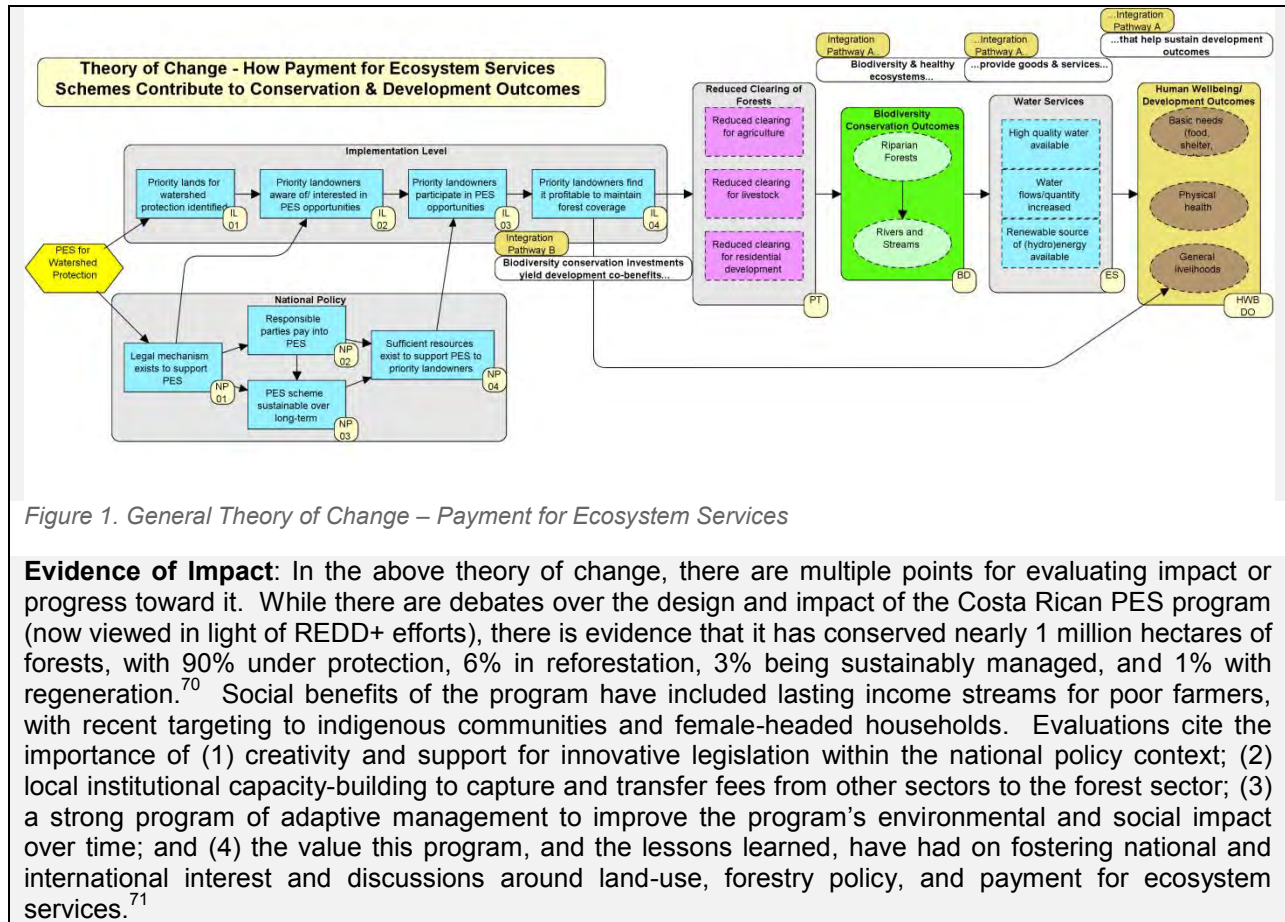 Theory of Change - How Payment for Ecosystem Services
Schemes Contribute to Conservation & Development Outcomes
Integration
Pathway A..
Biodiversity & healthy
ecosystems...
...Integration
Pathway A...
...provide goods & services...
...Integration
Pathway A
...that help sustain development
outcomes
Implementation Level
Priority lands for
watershed
protection identified
IL
01
Priority landowners
aware of/ interested in
PES opportunities
IL
02
Priority landowners
participate in PES
opportunities
IL
03
Priority landowners find
it profitable to maintain
forest coverage
IL
04
PES for
Watershed
Protection
Integration
Pathway B
Biodiversity conservation investments
yield development co-benefits...
National Policy
Legal mechanism
exists to support
PES
NP
01
Responsible
parties pay into
PES
NP
02
PES scheme
sustainable over
long-term
NP
03
Sufficient resources
exist to support PES to
priority landowners
NP
04
Reduced Clearing of
Forests
Reduced clearing
for agriculture
Reduced clearing
for livestock
Reduced clearing
for residential
development
PT
Biodiversity
Conservation Outcomes
Riparian
Forests
Rivers and
Streams
BD
Water Services
High quality water
available
Water
flows/quantity
increased
Renewable source
of (hydro)energy
available
ES
Human Wellbeing/
Development Outcomes
Basic needs
(food,
shelter,
Physical
health
General
livelihoods
HWB
DO
Figure 1. General Theory of Change – Payment for Ecosystem Services
Evidence of Impact: In the above theory of change, there are multiple points for evaluating impact or
progress toward it. While there are debates over the design and impact of the Costa Rican PES program
(now viewed in light of REDD+ efforts), there is evidence that it has conserved nearly 1 million hectares of
forests, with 90% under protection, 6% in reforestation, 3% being sustainably managed, and 1% with
regeneration.70 Social benefits of the program have included lasting income streams for poor farmers,
with recent targeting to indigenous communities and female-headed households. Evaluations cite the
importance of (1) creativity and support for innovative legislation within the national policy context; (2)
local institutional capacity-building to capture and transfer fees from other sectors to the forest sector; (3)
a strong program of adaptive management to improve the program's environmental and social impact
over time; and (4) the value this program, and the lessons learned, have had on fostering national and
international interest and discussions around land-use, forestry policy, and payment for ecosystem
services.71